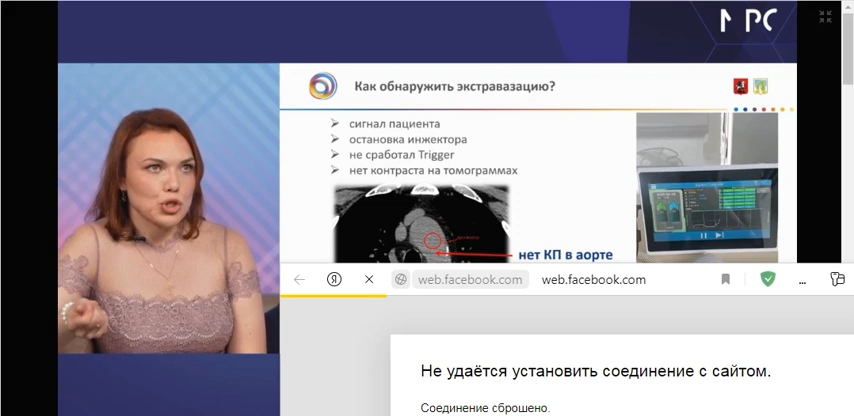 РС
Как обнаружить экстравазацию?
➢ сигнал пациента
➢ остановка инжектора
➢ не сработал Trigger
➢ нет контраста на томограммах
нет КП в аорте
Я
web.facebook.com web.facebook.com
...
Не удаётся установить соединение с сайтом.
Соединение сброшено.